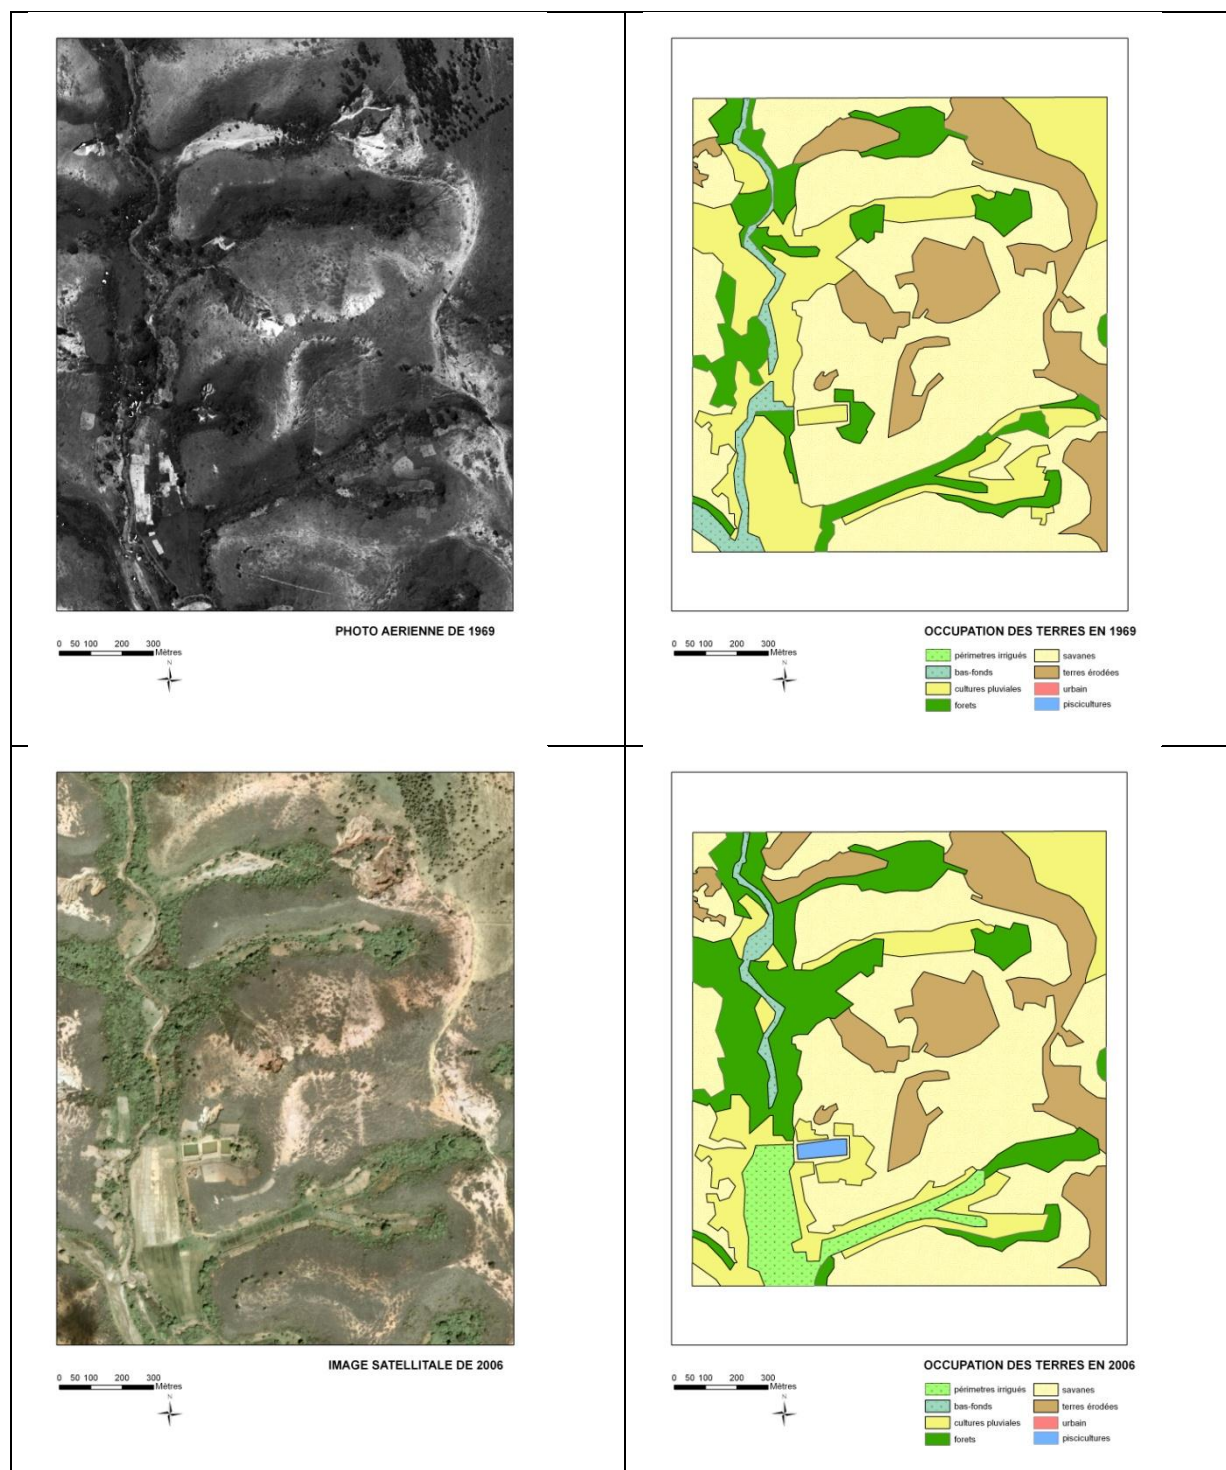 PHOTO AERIENNE DE 1969
0 50 100 200 300
Mètres
N
OCCUPATION DES TERRES EN 1969
0 50 100 200 300
Mètres
N
périmetres irrigués savanes
bas-fonds terres érodées
cultures pluviales urbain
forets piscicultures
IMAGE SATELLITALE DE 2006
0 50 100 200 300
Mètres
N
OCCUPATION DES TERRES EN 2006
0 50 100 200 300
Mètres
N
périmetres irrigués savanes
bas-fonds terres érodées
cultures pluviales urbain
forets piscicultures